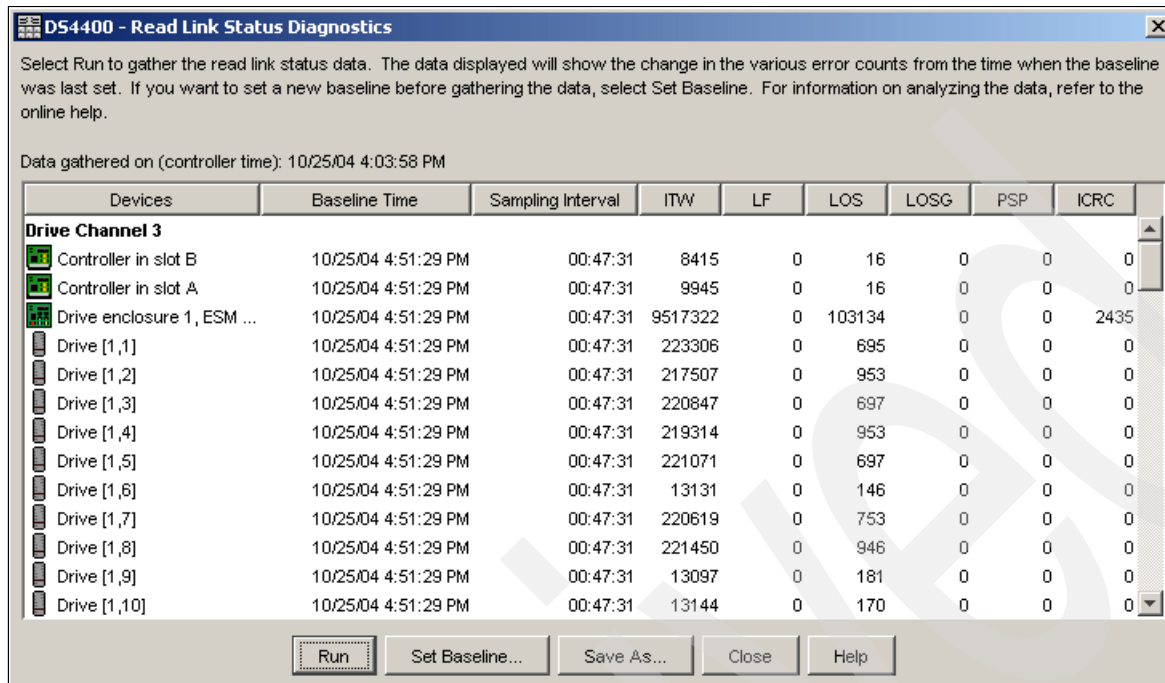 DS4400 - Read Link Status Diagnostics
Select Run to gather the read link status data. The data displayed will show the change in the various error counts from the time when the baseline
was last set. If you want to set a new baseline before gathering the data, select Set Baseline. For information on analyzing the data, refer to the
online help.
Data gathered on (controller time): 10/25/04 4:03:58 PM
Devices Baseline Time Sampling Interval ITW LF LOS LOSG PSP ICRC
Drive Channel 3
Controller in slot B 10/25/04 4:51:29 PM 00:47:31 8415 0 16 0 0 0
Controller in slot A 10/25/04 4:51:29 PM 00:47:31 9945 0 16 0 0 0
Drive enclosure 1, ESM ... 10/25/04 4:51:29 PM 00:47:31 9517322 0 103134 0 0 2435
Drive [1,1] 10/25/04 4:51:29 PM 00:47:31 223306 0 695 0 0 0
Drive [1,2] 10/25/04 4:51:29 PM 00:47:31 217507 0 953 0 0 0
Drive [1,3] 10/25/04 4:51:29 PM 00:47:31 220847 0 697 0 0 0
Drive [1,4] 10/25/04 4:51:29 PM 00:47:31 219314 0 953 0 0 0
Drive [1,5] 10/25/04 4:51:29 PM 00:47:31 221071 0 697 0 0 0
Drive [1,6] 10/25/04 4:51:29 PM 00:47:31 13131 0 146 0 0 0
Drive [1,7] 10/25/04 4:51:29 PM 00:47:31 220619 0 753 0 0 0
Drive [1,8] 10/25/04 4:51:29 PM 00:47:31 221450 0 946 0 0 0
Drive [1,9] 10/25/04 4:51:29 PM 00:47:31 13097 0 181 0 0 0
Drive [1,10] 10/25/04 4:51:29 PM 00:47:31 13144 0 170 0 0 0
Run Set Baseline... Save As... Close Help